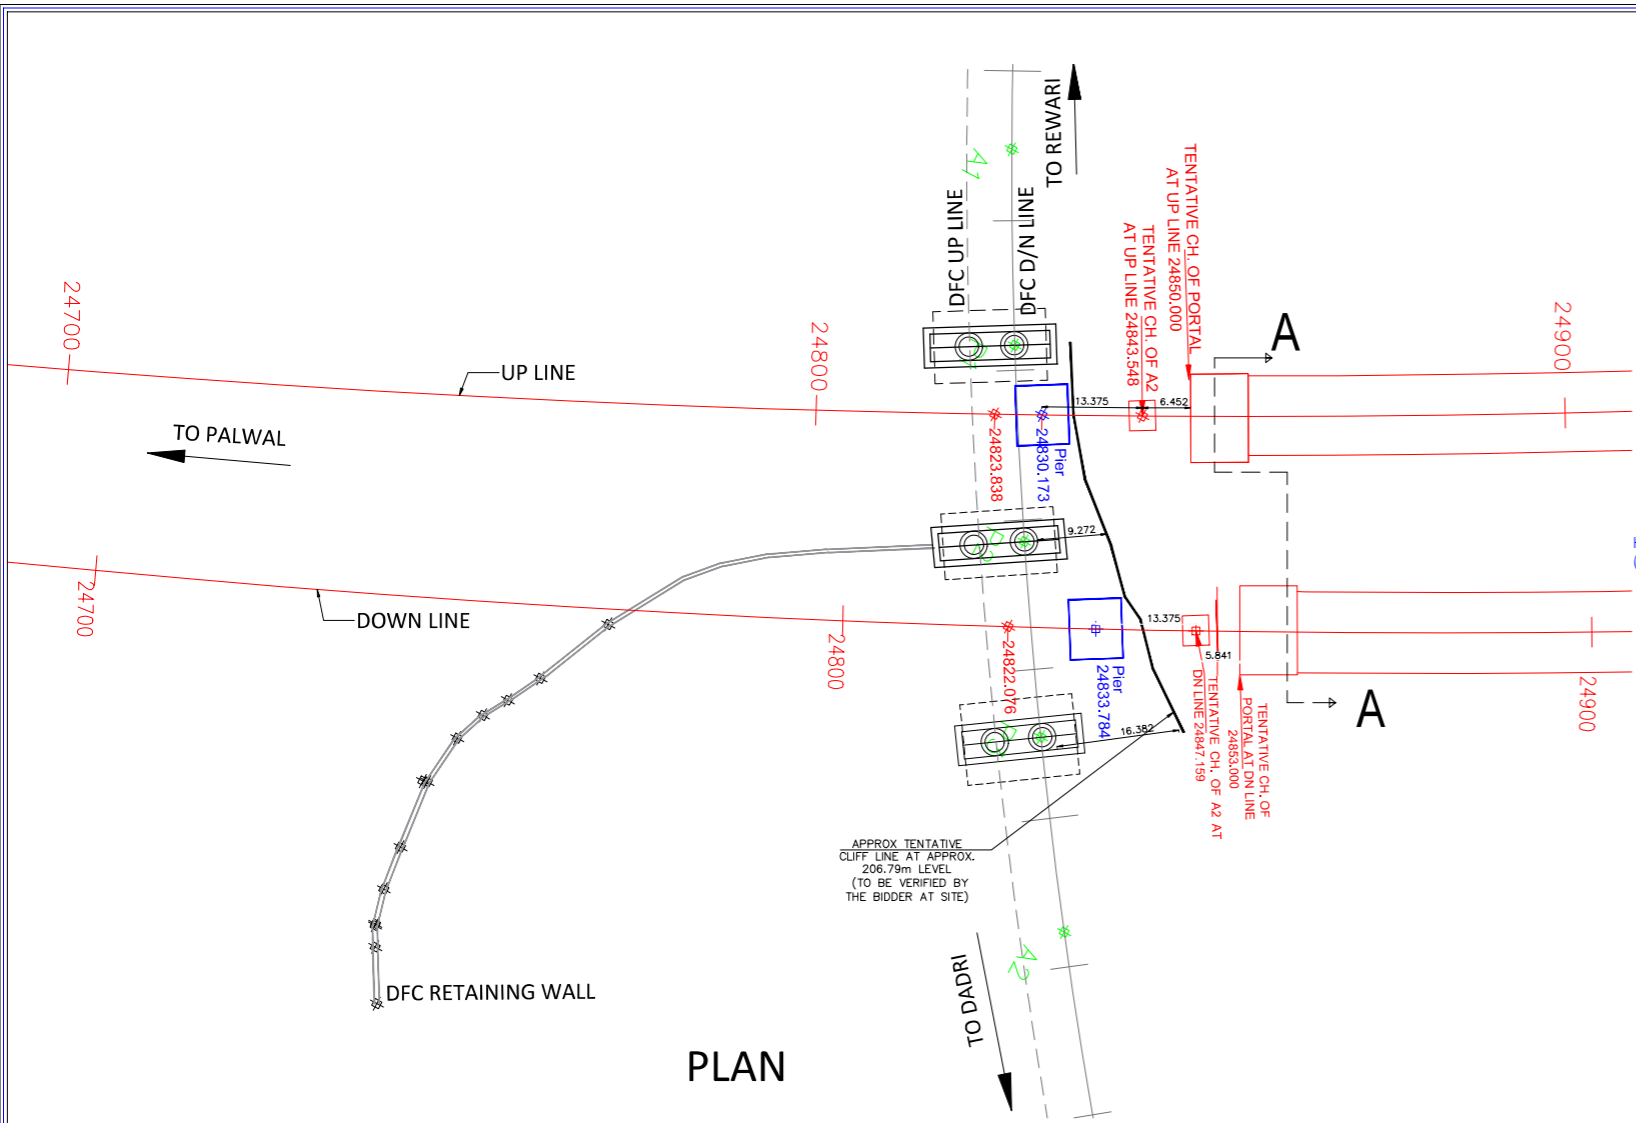 TO REWARI
A1
DFC UP LINE
DFC D/N LINE
TENTATIVE CH. OF PORTAL
AT UP LINE 24850.000
TENTATIVE CH. OF A2
AT UP LINE 24843.548
A
24700
24800
24900
UP LINE
TO PALWAL
13.375
6.452
24823.838
Pier
24830.173
9.272
24700
DOWN LINE
24800
24822.076
Pier
24833.784
13.375
5.841
24900
A
TENTATIVE CH. OF A2 AT
DN LINE 24847.159
TENTATIVE CH. OF
PORTAL AT DN LINE
24853.000
16.382
APPROX TENTATIVE
CLIFF LINE AT APPROX.
206.79m LEVEL
(TO BE VERIFIED BY
THE BIDDER AT SITE)
A2
TO DADRI
DFC RETAINING WALL
PLAN